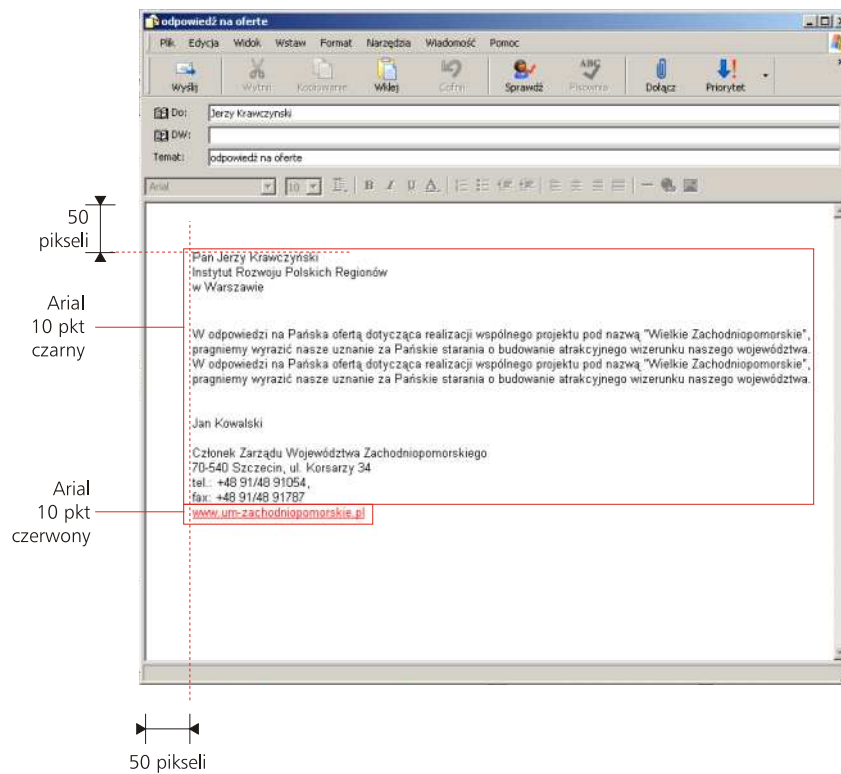 odpowiedź na oferte
Plik Edycja Widok Wstaw Format Narzędzia Wiadomość Pomoc
Wyślij Wytnij Kopiowanie Wklej Cofnij Sprawdź Pisownia Dołącz Priorytet
Do: Jerzy Krawczynski
DW:
Temat: odpowiedź na oferte
Arial 10
50
pikseli
Pan Jerzy Krawczyński
Instytut Rozwoju Polskich Regionów
w Warszawie
Arial
10 pkt
czarny
W odpowiedzi na Pańska ofertą dotycząca realizacji wspólnego projektu pod nazwą "Wielkie Zachodniopomorskie",
pragniemy wyrazić nasze uznanie za Pańskie starania o budowanie atrakcyjnego wizerunku naszego województwa.
W odpowiedzi na Pańska ofertą dotycząca realizacji wspólnego projektu pod nazwą "Wielkie Zachodniopomorskie",
pragniemy wyrazić nasze uznanie za Pańskie starania o budowanie atrakcyjnego wizerunku naszego województwa.
Jan Kowalski
Członek Zarządu Województwa Zachodniopomorskiego
70-540 Szczecin, ul. Korsarzy 34
tel.: +48 91/48 91054,
fax: +48 91/48 91787
www.um-zachodniopomorskie.pl
Arial
10 pkt
czerwony
50 pikseli